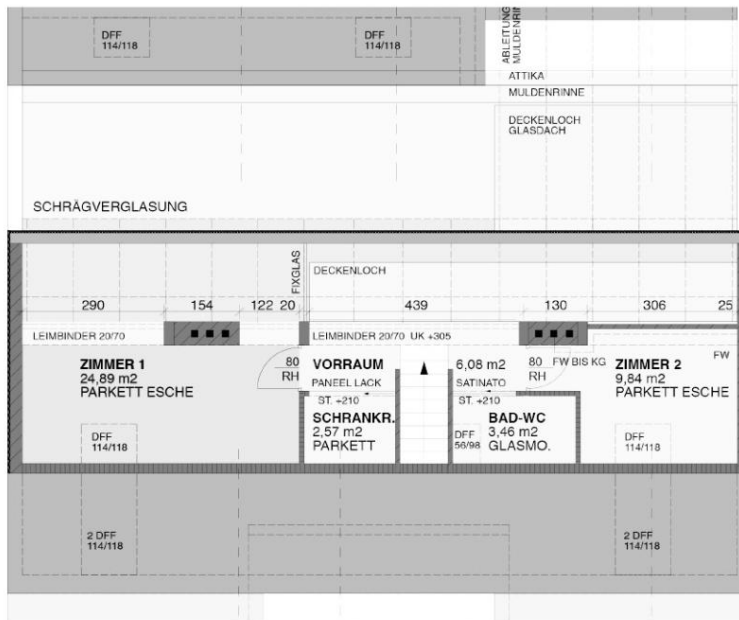 DFF
114/118
DFF
114/118
ABLEITUNG
MULDENRINNE
ATTIKA
MULDENRINNE
DECKENLOCH
GLASDACH
SCHRÄGVERGLASUNG
FIXGLAS
DECKENLOCH
290 154 122 20 439 130 306 25
LEIMBINDER 20/70
LEIMBINDER 20/70 UK +305
ZIMMER 1
24,89 m2
PARKETT ESCHE
80
RH
VORRAUM
6,08 m2
PANEEL LACK
SATINATO
ST. +210
ST. +210
80
RH
FW BIS KG
ZIMMER 2
9,84 m2
PARKETT ESCHE
FW
SCHRANKR.
2,57 m2
PARKETT
BAD-WC
3,46 m2
GLASMO.
DFF
114/118
DFF
56/98
DFF
114/118
2 DFF
114/118
2 DFF
114/118